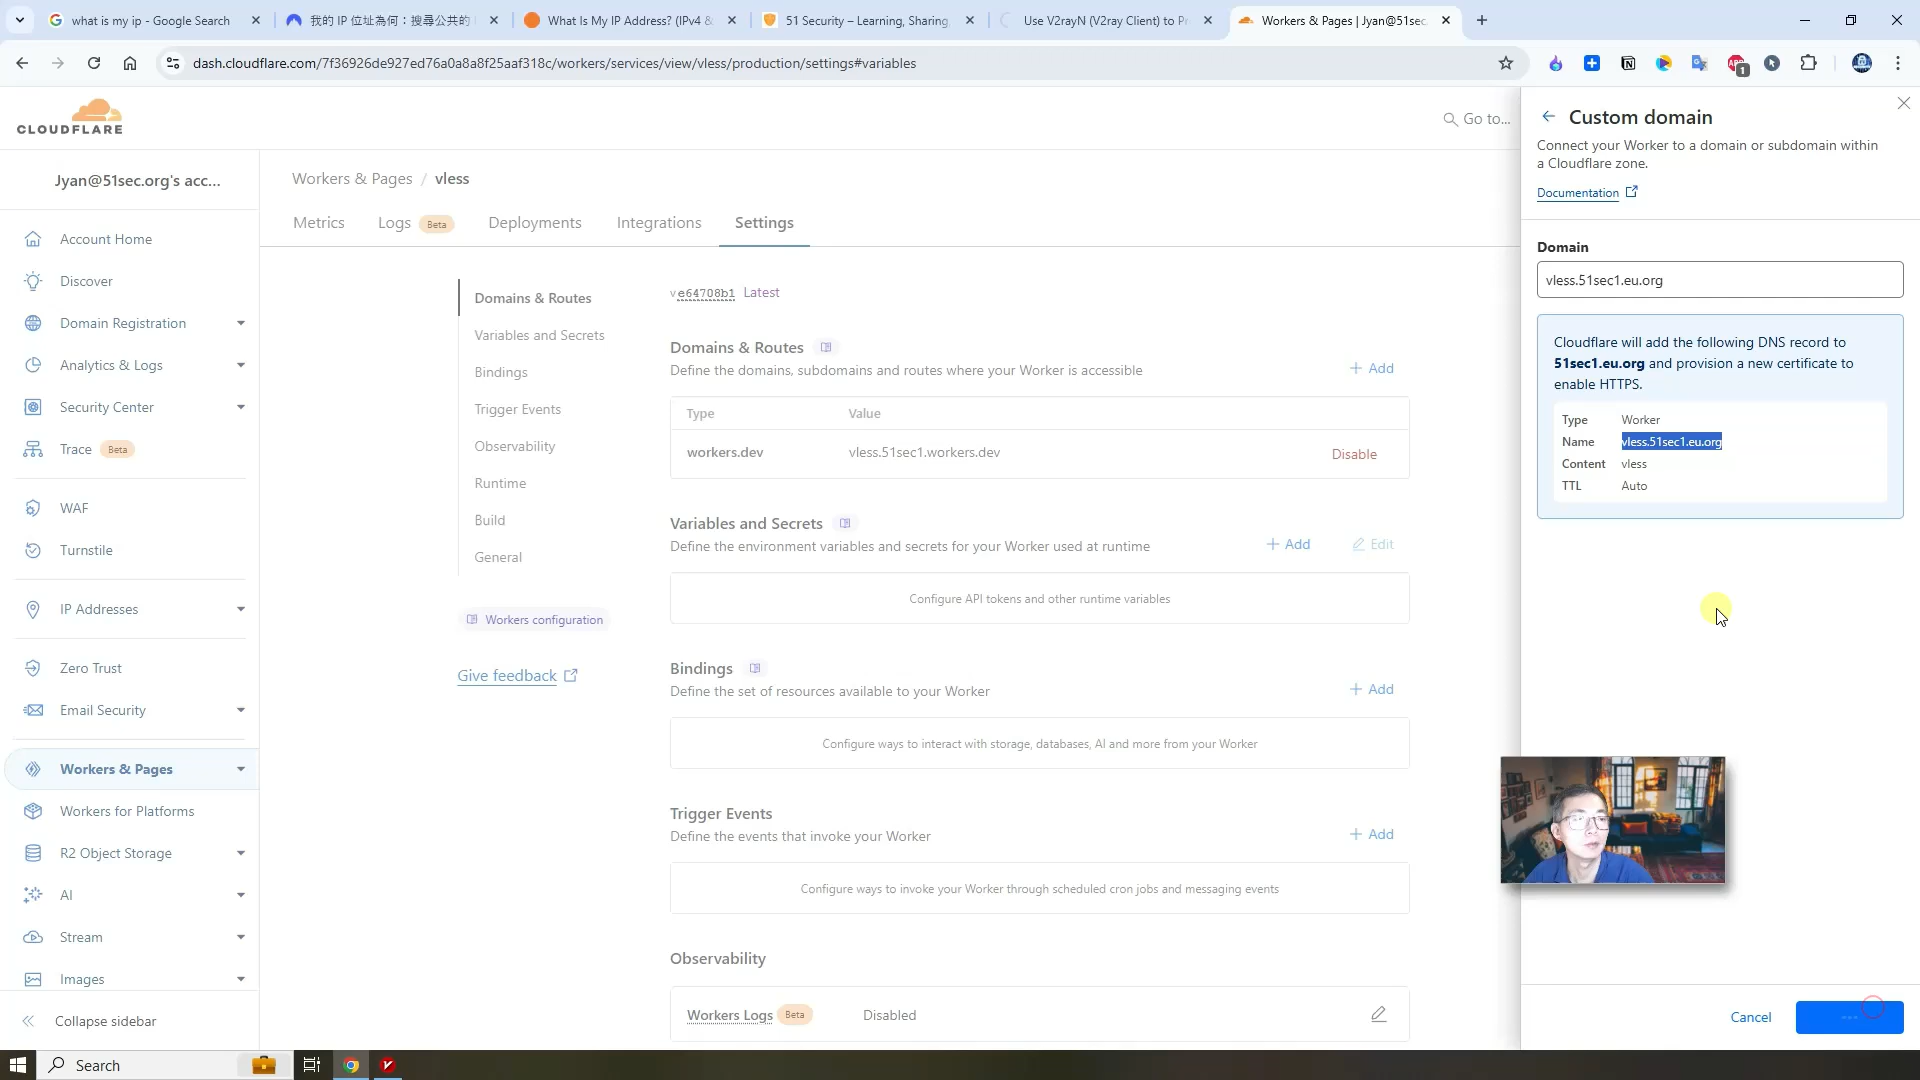 what is my ip - Google Search
我的 IP 位址為何：搜尋公共的 I
What Is My IP Address? (IPv4 &
51 Security – Learning, Sharing,
Use V2rayN (V2ray Client) to Pr
Workers & Pages | Jyan@51sec.
dash.cloudflare.com/7f36926de927ed76a0a8a8f25aaf318c/workers/services/view/vless/production/settings#variables
1
CLOUDFLARE
Go to...
Jyan@51sec.org's acc...
Account Home
Discover
Domain Registration
Analytics & Logs
Security Center
Trace Beta
WAF
Turnstile
IP Addresses
Zero Trust
Email Security
Workers & Pages
Workers for Platforms
R2 Object Storage
AI
Stream
Images
Collapse sidebar
Workers & Pages / vless
Metrics
Logs Beta
Deployments
Integrations
Settings
Domains & Routes
Variables and Secrets
Bindings
Trigger Events
Observability
Runtime
Build
General
Workers configuration
Give feedback
ve64708b1 Latest
Domains & Routes
Define the domains, subdomains and routes where your Worker is accessible
+ Add
Type Value
workers.dev vless.51sec1.workers.dev Disable
Variables and Secrets
Define the environment variables and secrets for your Worker used at runtime
+ Add Edit
Configure API tokens and other runtime variables
Bindings
Define the set of resources available to your Worker
+ Add
Configure ways to interact with storage, databases, AI and more from your Worker
Trigger Events
Define the events that invoke your Worker
+ Add
Configure ways to invoke your Worker through scheduled cron jobs and messaging events
Observability
Workers Logs Beta Disabled
Custom domain
Connect your Worker to a domain or subdomain within
a Cloudflare zone.
Documentation
Domain
vless.51sec1.eu.org
Cloudflare will add the following DNS record to
51sec1.eu.org and provision a new certificate to
enable HTTPS.
Type Worker
Name vless.51sec1.eu.org
Content vless
TTL Auto
Cancel
Search